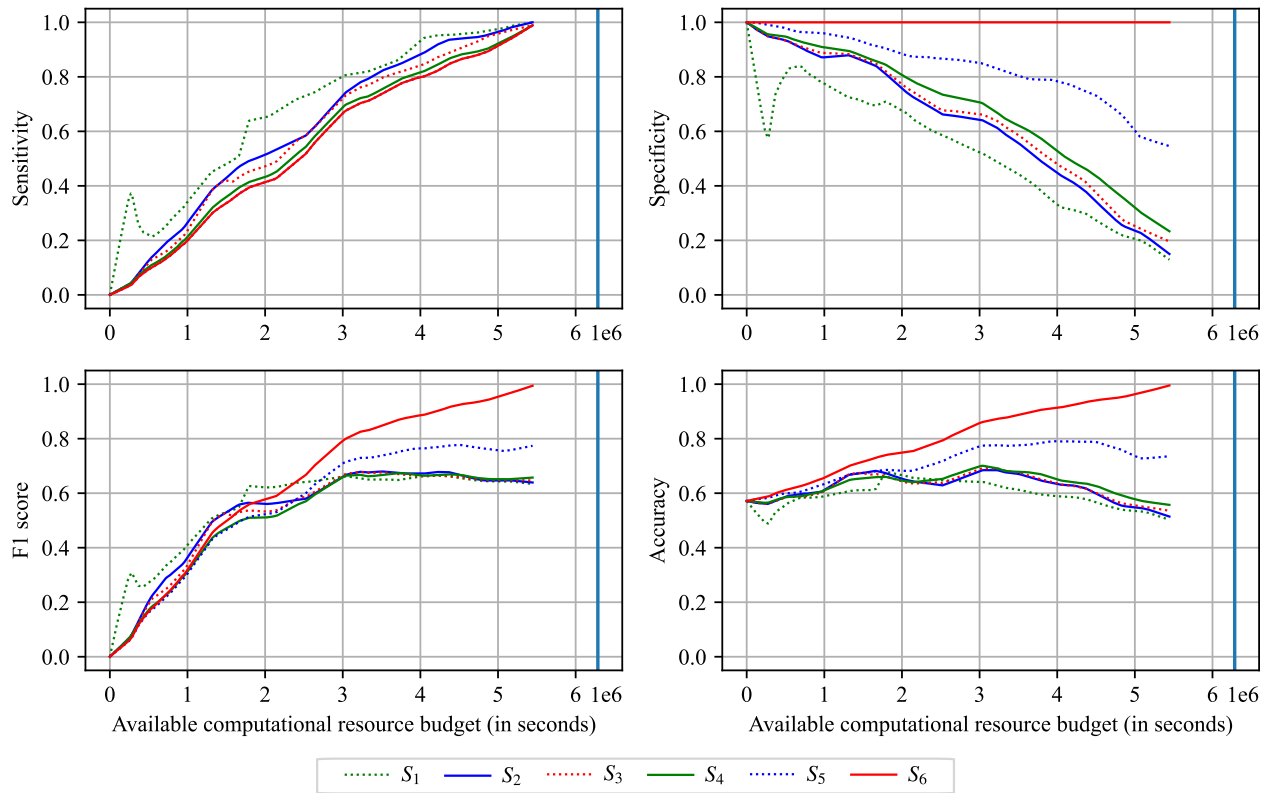 1.0
0.8
0.6
0.4
0.2
0.0
Sensitivity
0 1 2 3 4 5 6 1e6
1.0
0.8
0.6
0.4
0.2
0.0
Specificity
0 1 2 3 4 5 6 1e6
1.0
0.8
0.6
0.4
0.2
0.0
F1 score
0 1 2 3 4 5 6 1e6
Available computational resource budget (in seconds)
1.0
0.8
0.6
0.4
0.2
0.0
Accuracy
0 1 2 3 4 5 6 1e6
Available computational resource budget (in seconds)
S1 S2 S3 S4 S5 S6